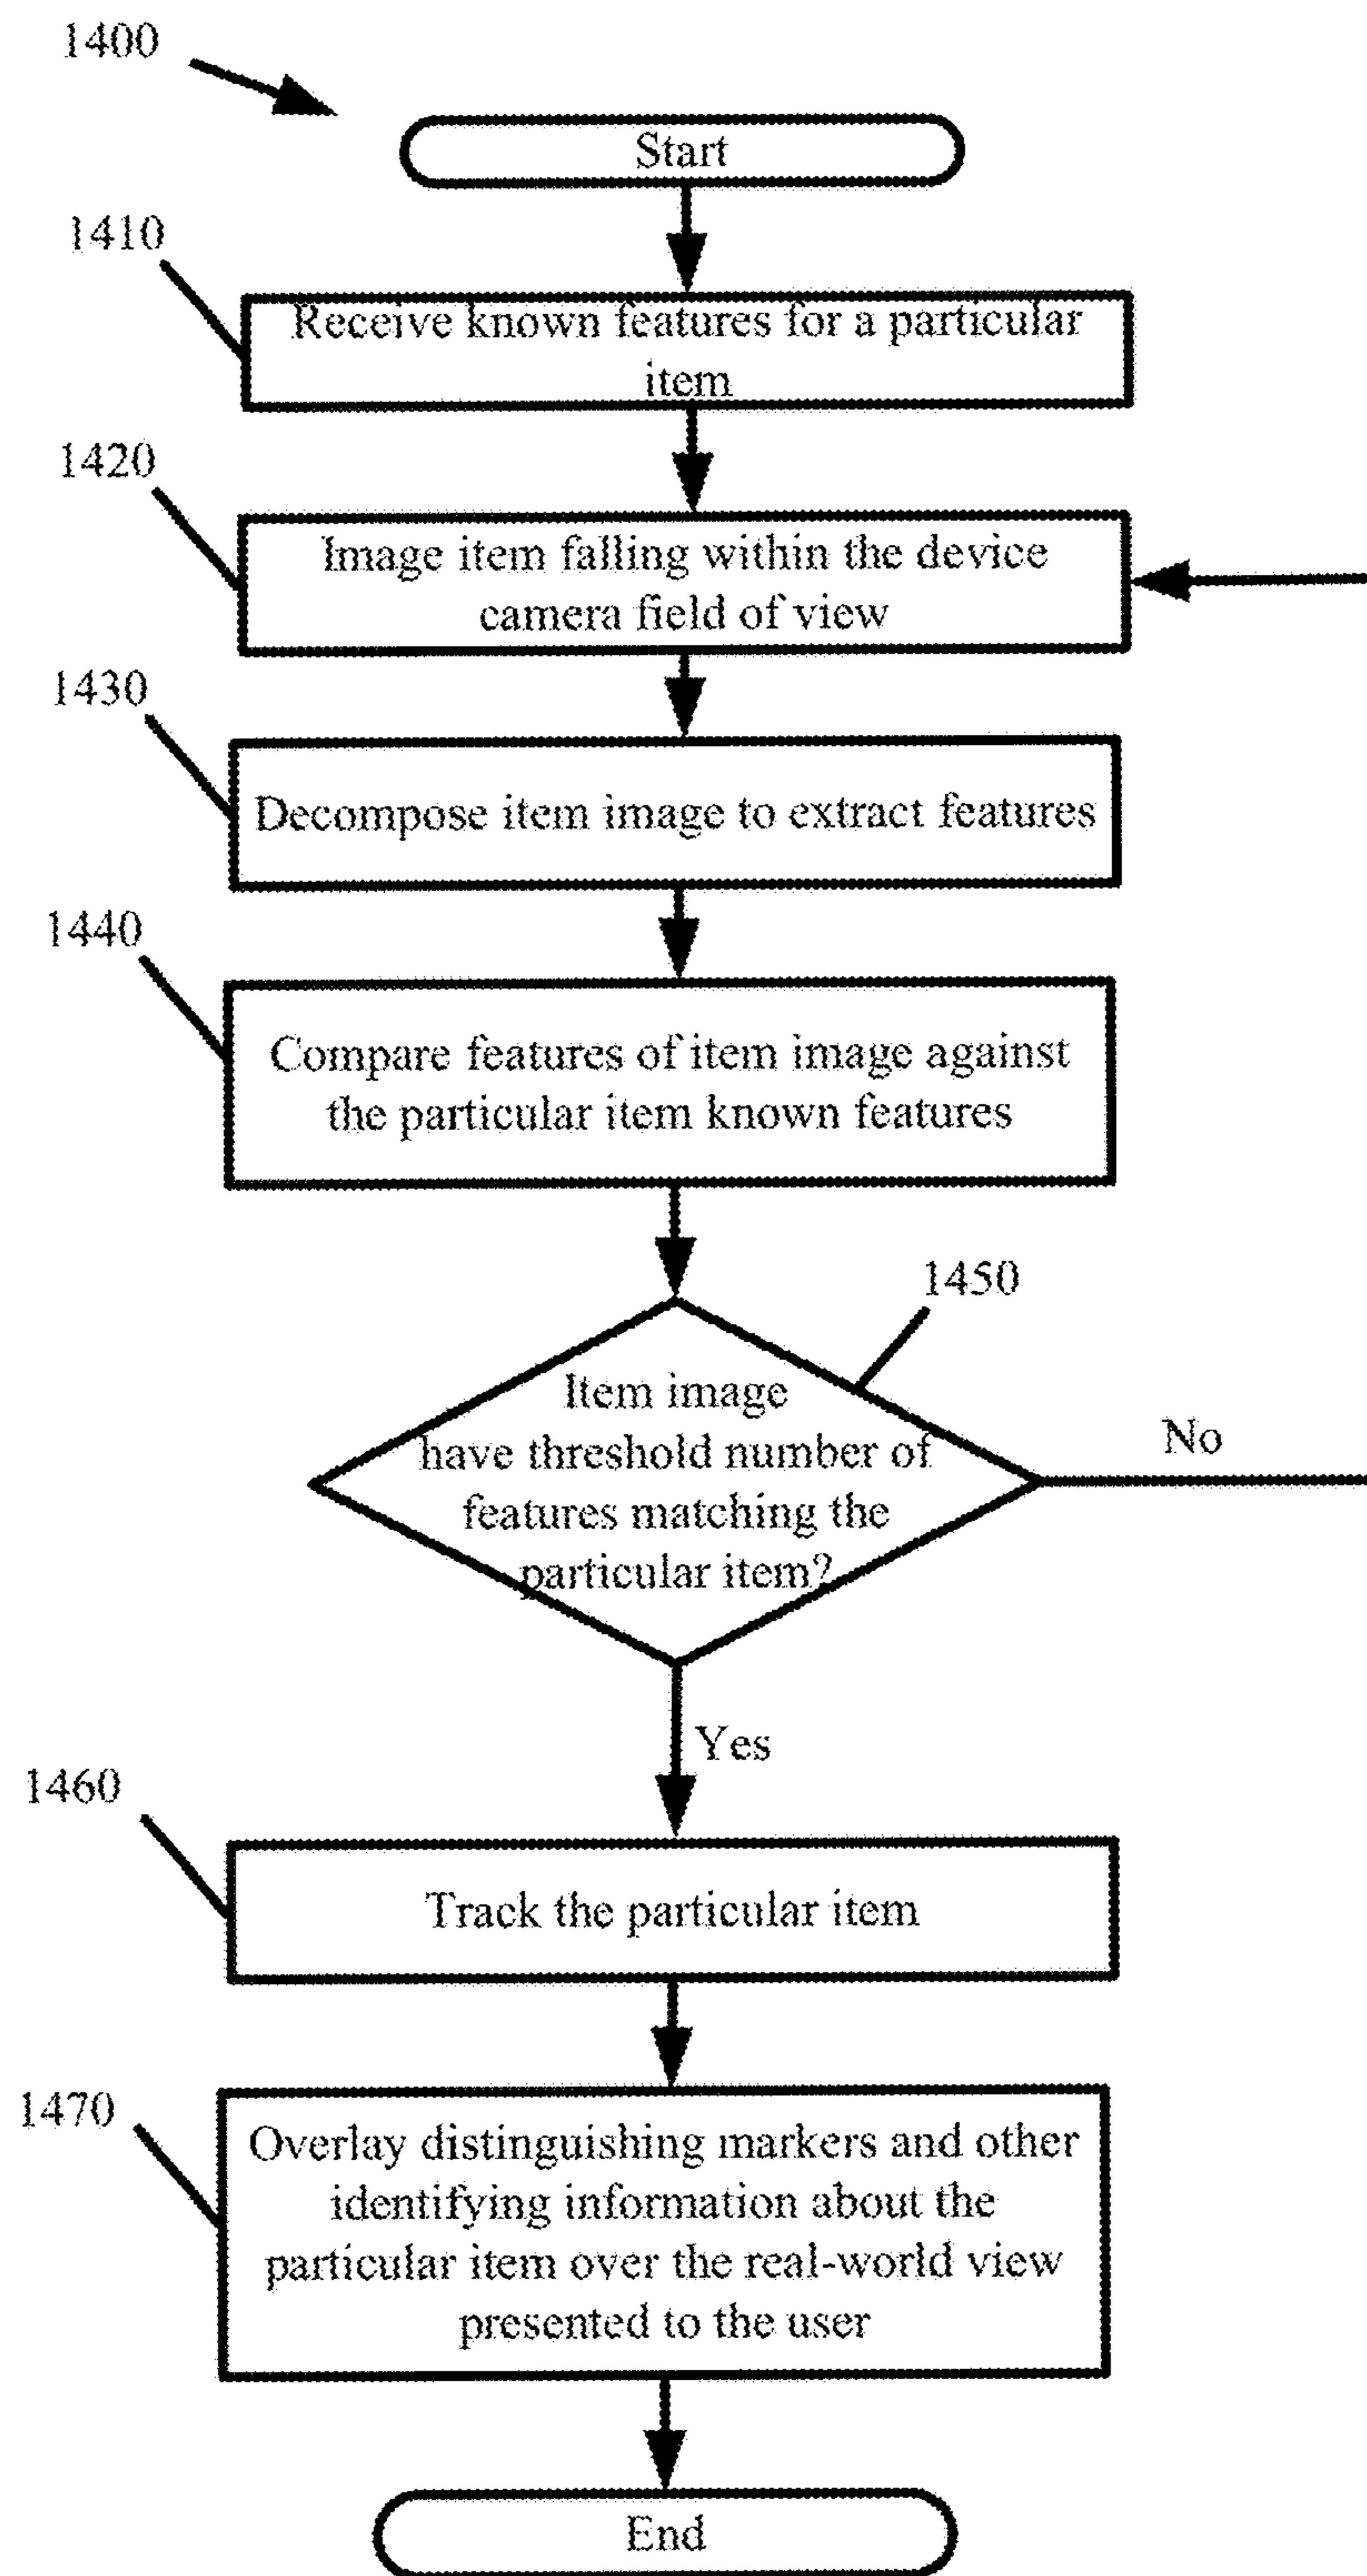 1400
Start
1410
Receive known features for a particular
item
1420
Image item falling within the device
camera field of view
1430
Decompose item image to extract features
1440
Compare features of item image against
the particular item known features
1450
Item image
have threshold number of
features matching the
particular item?
No
Yes
1460
Track the particular item
1470
Overlay distinguishing markers and other
identifying information about the
particular item over the real-world view
presented to the user
End